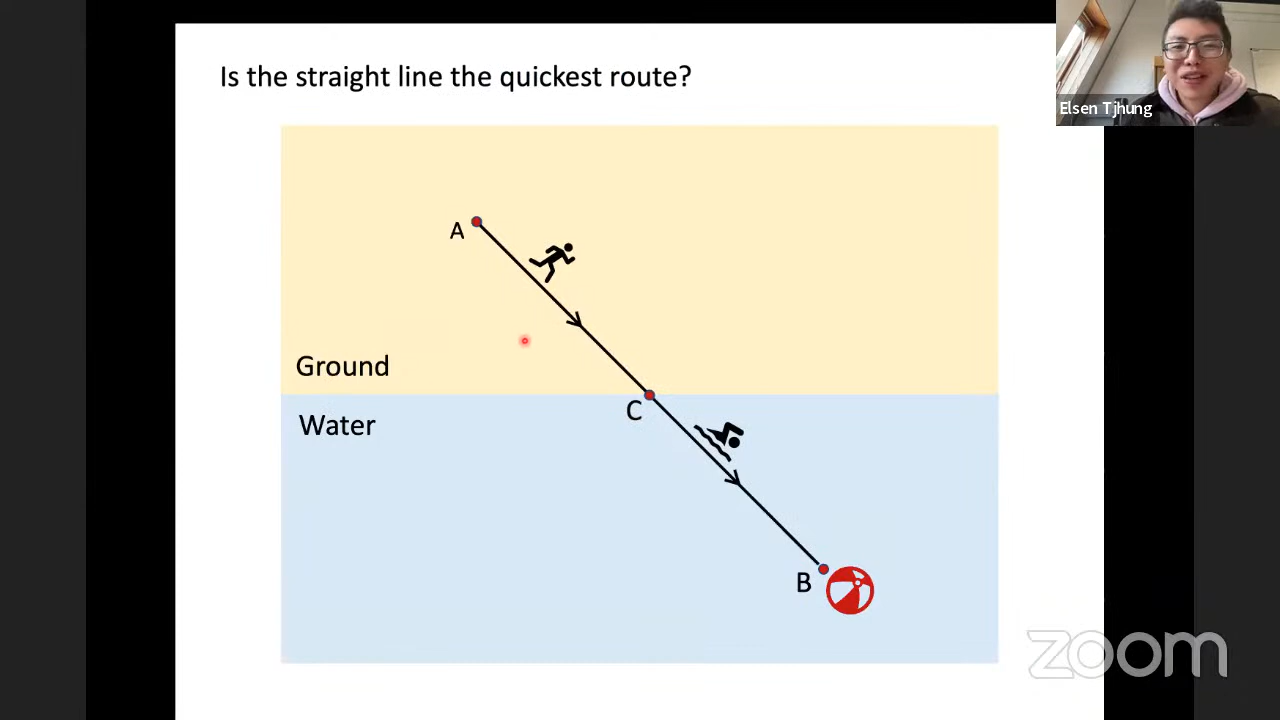 Is the straight line the quickest route?
Elsen Tjhung
A
Ground
C
Water
B
zoom